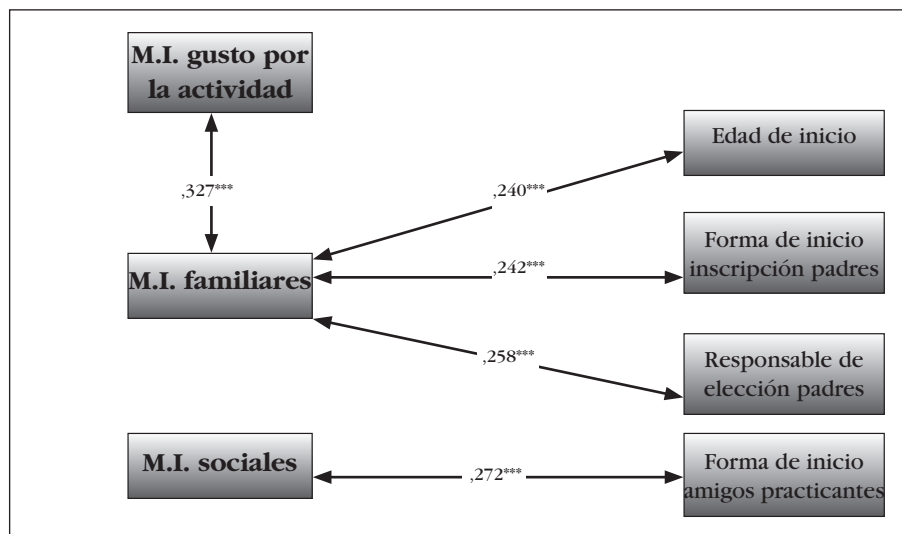 M.I. gusto por
la actividad
Edad de inicio
,327***
,240***
Forma de inicio
inscripción padres
M.I. familiares
,242***
,258***
Responsable de
elección padres
M.I. sociales
,272***
Forma de inicio
amigos practicantes